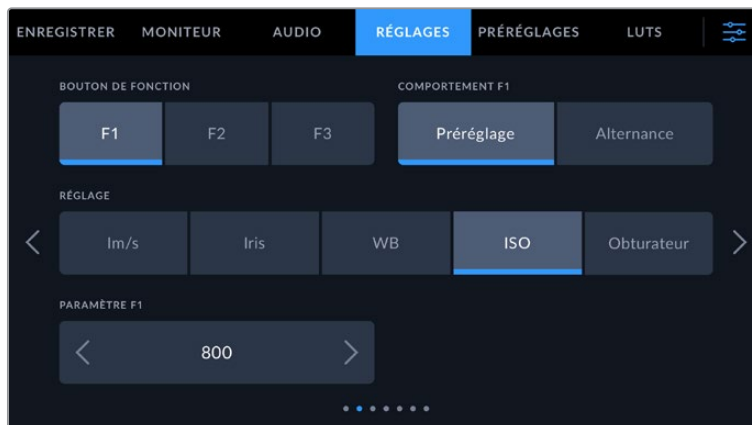 ENREGISTRER MONITEUR AUDIO RÉGLAGES PRÉRÉGLAGES LUTS
BOUTON DE FONCTION COMPORTEMENT F1
F1 F2 F3 Préréglage Alternance
RÉGLAGE
Im/s Iris WB ISO Obturateur
PARAMÈTRE F1
800